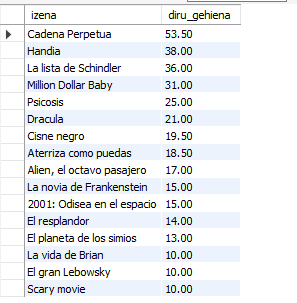 izena diru_gehiena
Cadena Perpetua 53.50
Handia 38.00
La lista de Schindler 36.00
Million Dollar Baby 31.00
Psicosis 25.00
Dracula 21.00
Cisne negro 19.50
Aterriza como puedas 18.50
Alien, el octavo pasajero 17.00
La novia de Frankenstein 15.00
2001: Odisea en el espacio 15.00
El resplandor 14.00
El planeta de los simios 13.00
La vida de Brian 10.00
El gran Lebowsky 10.00
Scary movie 10.00